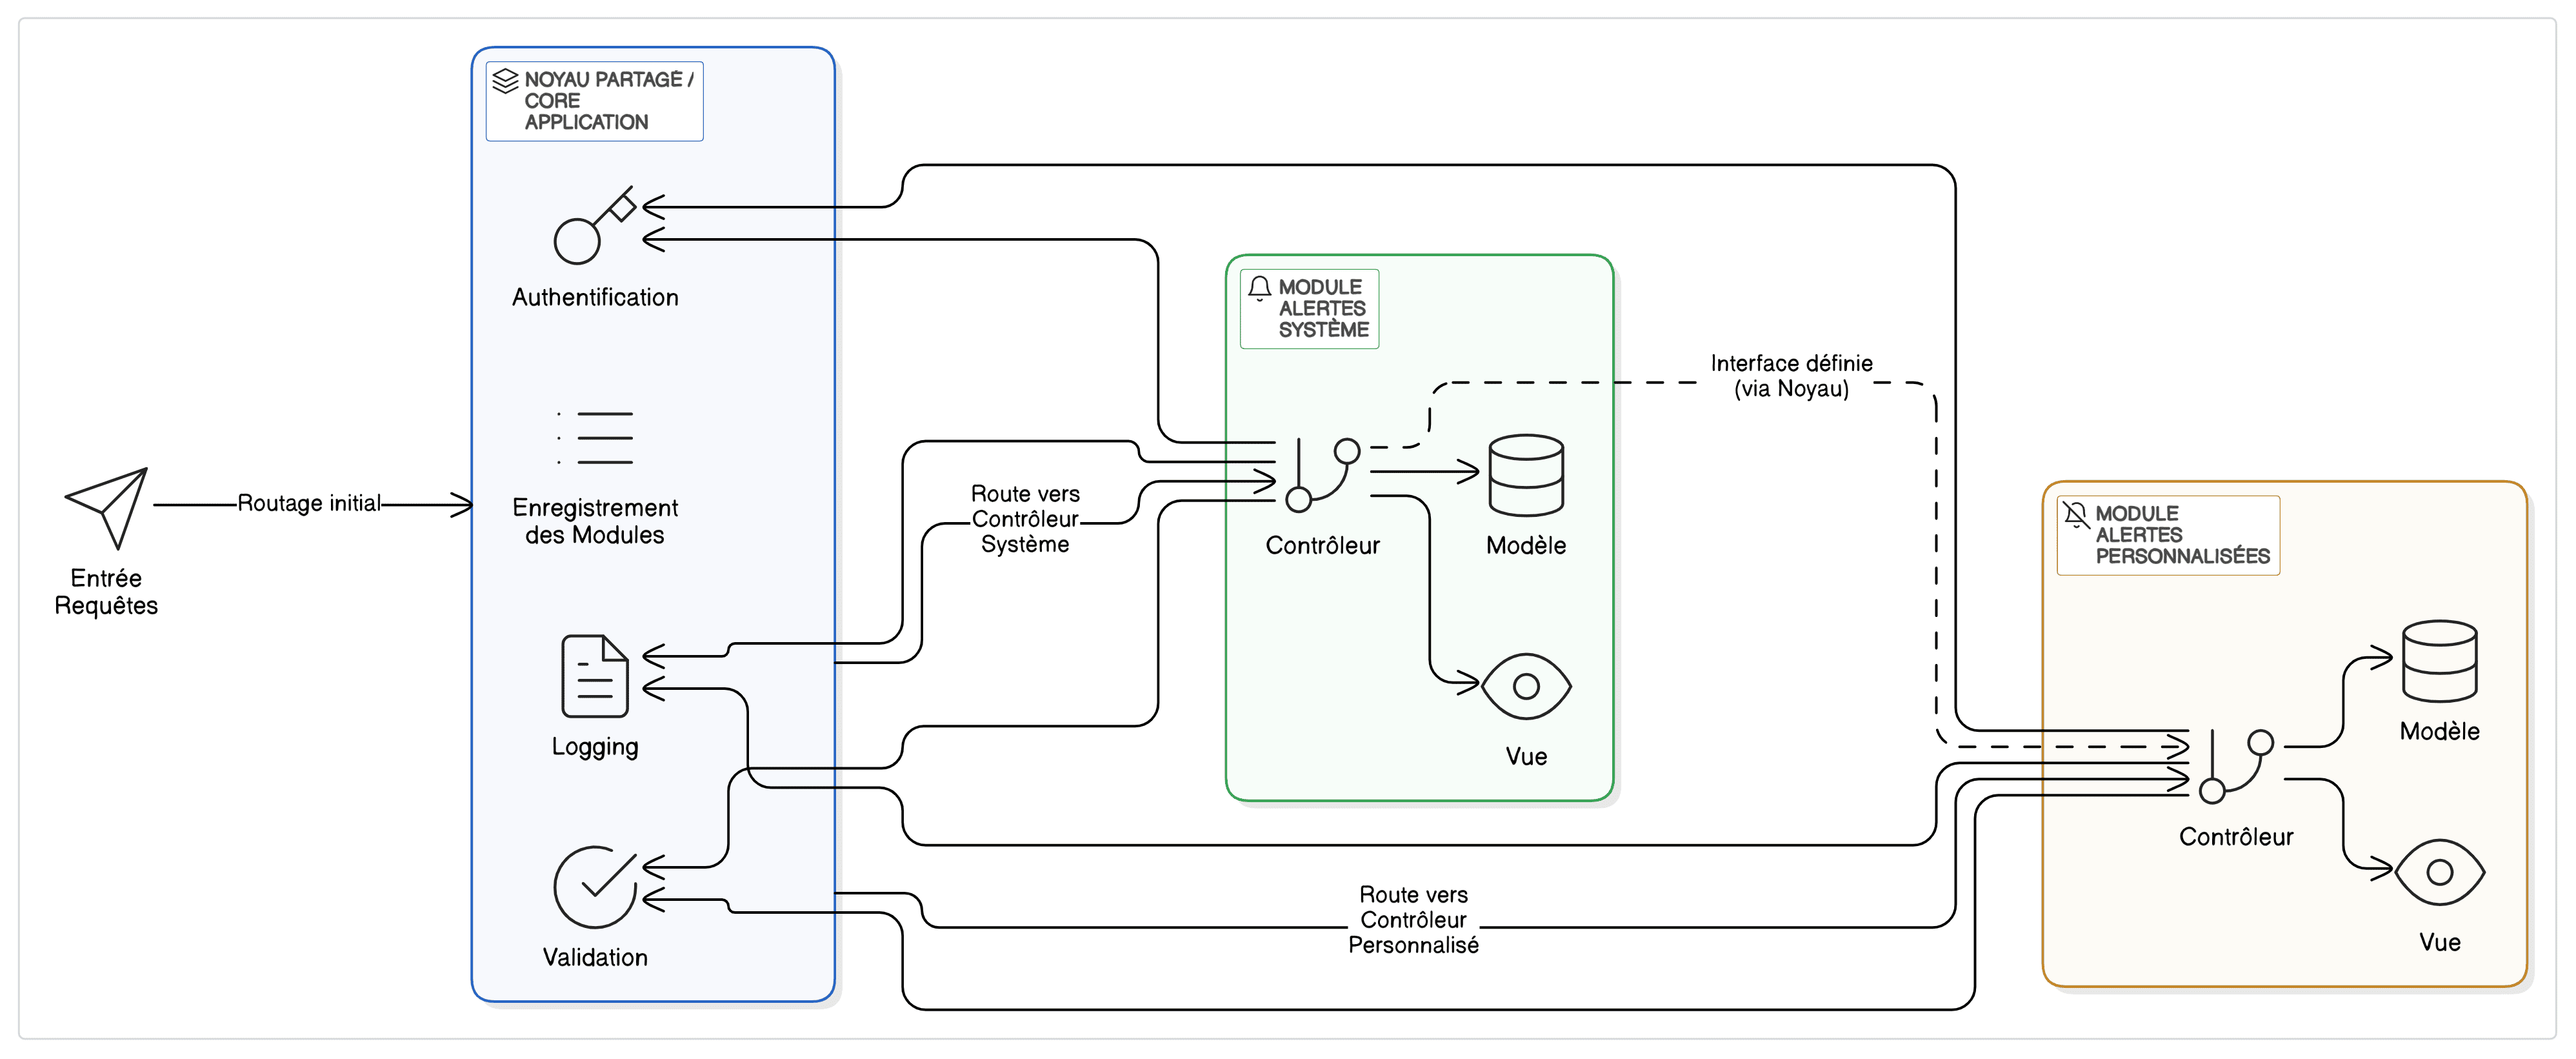 NOYAU PARTAGÉ /
CORE
APPLICATION
Authentification
Enregistrement
des Modules
Logging
Validation
Entrée
Requêtes
Routage initial
Route vers
Contrôleur
Système
MODULE
ALERTES
SYSTÈME
Contrôleur
Modèle
Vue
Interface définie
(via Noyau)
Route vers
Contrôleur
Personnalisé
MODULE
ALERTES
PERSONNALISÉES
Contrôleur
Modèle
Vue